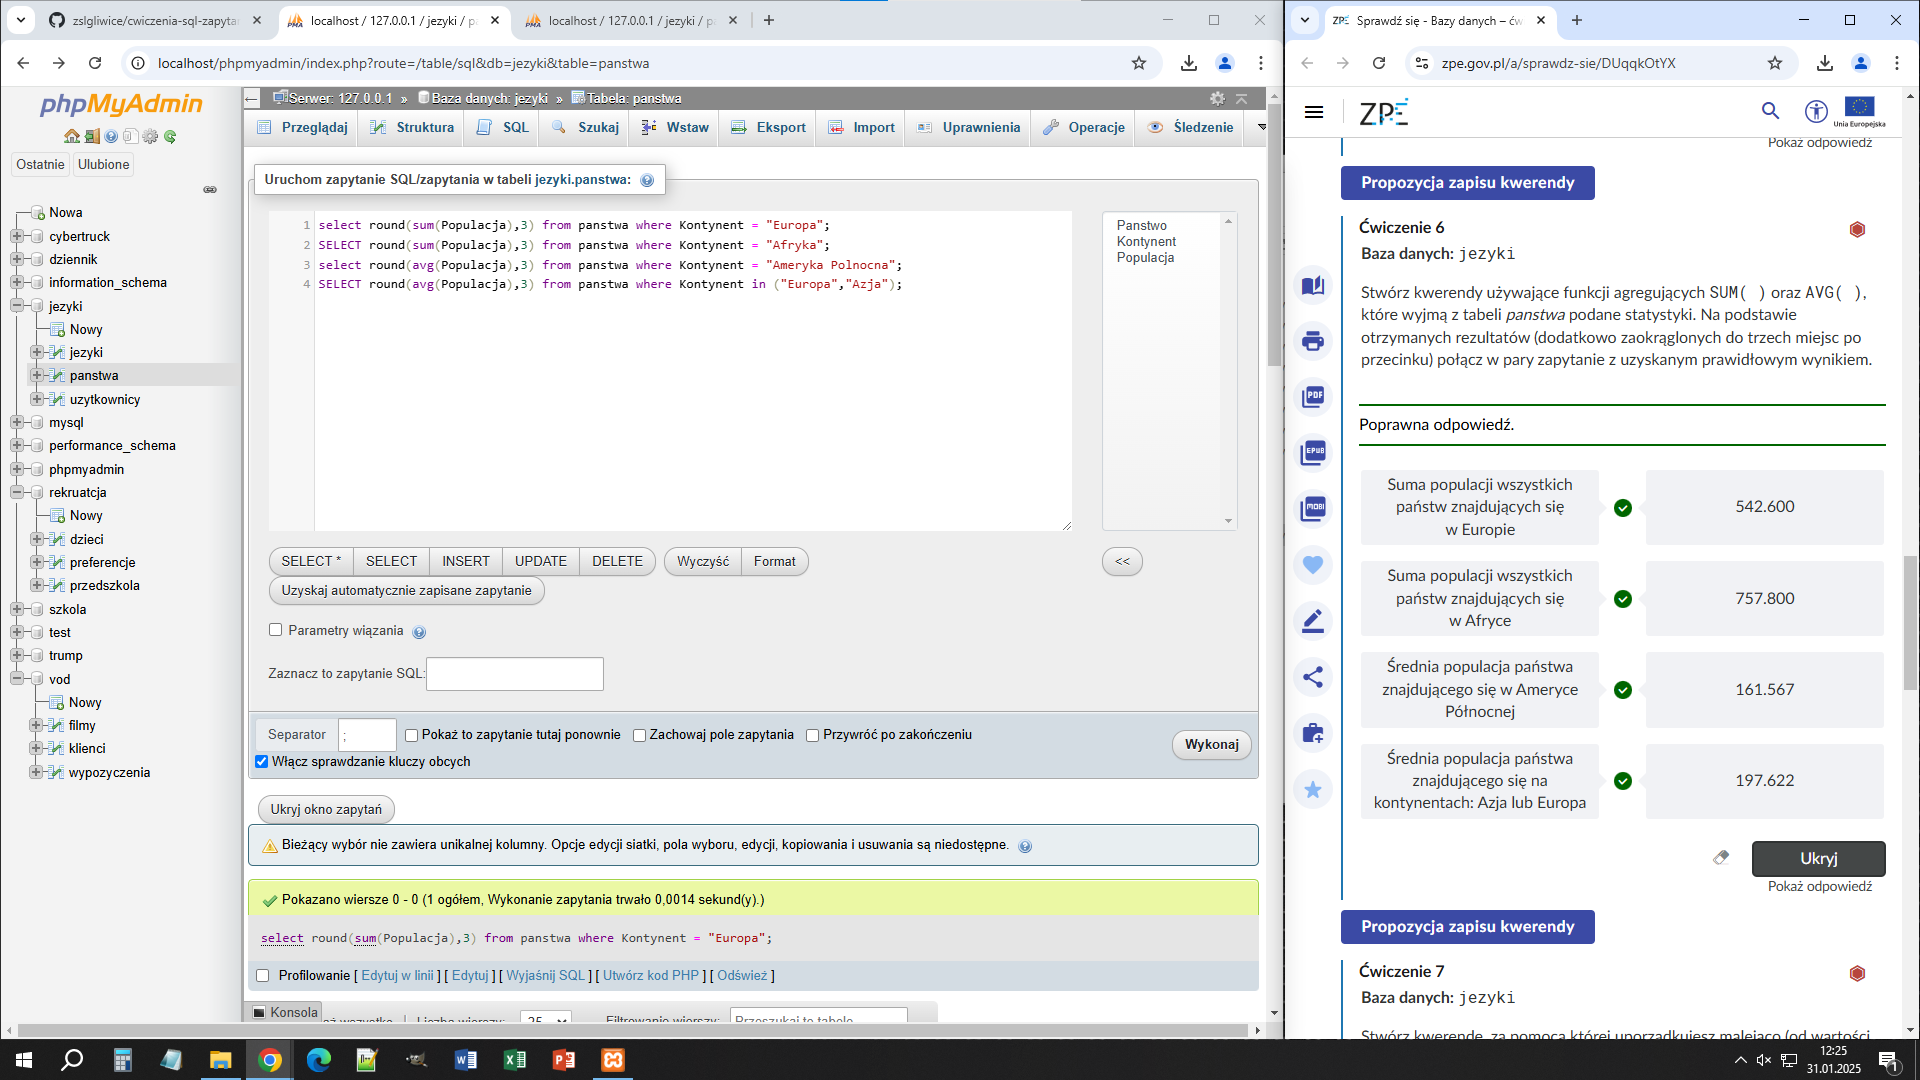 zslgliwice/cwiczenia-sql-zapyta
localhost / 127.0.0.1 / jezyki / pa
localhost / 127.0.0.1 / jezyki / pa
localhost/phpmyadmin/index.php?route=/table/sql&db=jezyki&table=panstwa
phpMyAdmin
Ostatnie
Ulubione
Nowa
cybertruck
dziennik
information_schema
jezyki
Nowy
jezyki
panstwa
uzytkownicy
mysql
performance_schema
phpmyadmin
rekruatcja
Nowy
dzieci
preferencje
przedszkola
szkola
test
trump
vod
Nowy
filmy
klienci
wypozyczenia
Serwer: 127.0.0.1 » Baza danych: jezyki » Tabela: panstwa
Przeglądaj
Struktura
SQL
Szukaj
Wstaw
Eksport
Import
Uprawnienia
Operacje
Śledzenie
Uruchom zapytanie SQL/zapytania w tabeli jezyki.panstwa:
1 select round(sum(Populacja),3) from panstwa where Kontynent = "Europa";
2 SELECT round(sum(Populacja),3) from panstwa where Kontynent = "Afryka";
3 select round(avg(Populacja),3) from panstwa where Kontynent = "Ameryka Polnocna";
4 SELECT round(avg(Populacja),3) from panstwa where Kontynent in ("Europa","Azja");
Panstwo
Kontynent
Populacja
SELECT *
SELECT
INSERT
UPDATE
DELETE
Wyczyść
Format
<<
Uzyskaj automatycznie zapisane zapytanie
Parametry wiązania
Zaznacz to zapytanie SQL:
Separator ;
Pokaż to zapytanie tutaj ponownie
Zachowaj pole zapytania
Przywróć po zakończeniu
Włącz sprawdzanie kluczy obcych
Wykonaj
Ukryj okno zapytań
Bieżący wybór nie zawiera unikalnej kolumny. Opcje edycji siatki, pola wyboru, edycji, kopiowania i usuwania są niedostępne.
Pokazano wiersze 0 - 0 (1 ogółem, Wykonanie zapytania trwało 0,0014 sekund(y).)
select round(sum(Populacja),3) from panstwa where Kontynent = "Europa";
Profilowanie [ Edytuj w linii ] [ Edytuj ] [ Wyjaśnij SQL ] [ Utwórz kod PHP ] [ Odśwież ]
Konsola
wszystko | Liczba wierszy: 25 Filtrowanie wierszy: Przeszukaj tę tabelę
ZPE Sprawdź się - Bazy danych – ćw
zpe.gov.pl/a/sprawdz-sie/DUqqkOtYX
ZPE
Unia Europejska
Pokaż odpowiedź
Propozycja zapisu kwerendy
Ćwiczenie 6
Baza danych: jezyki
Stwórz kwerendy używające funkcji agregujących SUM( ) oraz AVG( ),
które wyjmą z tabeli panstwa podane statystyki. Na podstawie
otrzymanych rezultatów (dodatkowo zaokrąglonych do trzech miejsc po
przecinku) połącz w pary zapytanie z uzyskanym prawidłowym wynikiem.
Poprawna odpowiedź.
Suma populacji wszystkich
państw znajdujących się
w Europie
542.600
Suma populacji wszystkich
państw znajdujących się
w Afryce
757.800
Średnia populacja państwa
znajdującego się w Ameryce
Północnej
161.567
Średnia populacja państwa
znajdującego się na
kontynentach: Azja lub Europa
197.622
Ukryj
Pokaż odpowiedź
Propozycja zapisu kwerendy
Ćwiczenie 7
Baza danych: jezyki
Stwórz kwerendę, za pomocą której uporządkujesz malejąco (od wartości
PDF
EPUB
MOBI
12:25
31.01.2025
1